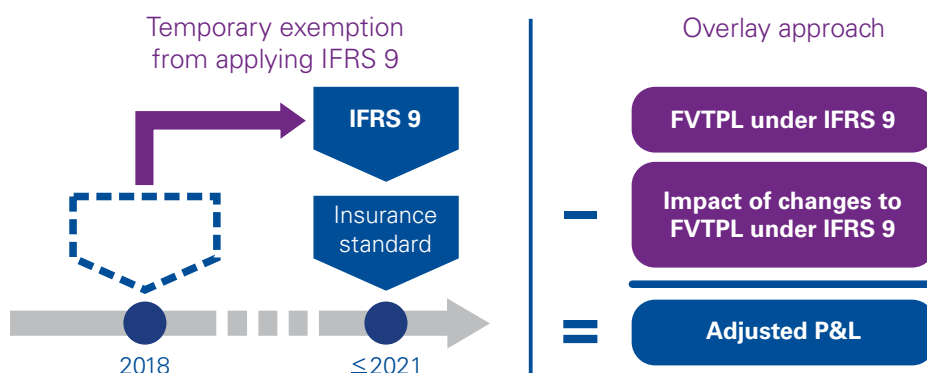 Temporary exemption
from applying IFRS 9
IFRS 9
Insurance
standard
2018
≤2021
Overlay approach
FVTPL under IFRS 9
–
Impact of changes to
FVTPL under IFRS 9
=
Adjusted P&L